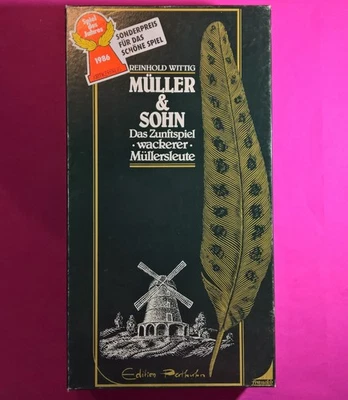 Spiel
des
Jahres
1986
SONDERPREIS
FÜR DAS
SCHÖNE SPIEL
REINHOLD WITTIG
MÜLLER
&
SOHN
Das Zunftspiel
· wackerer ·
Müllersleute
Edition Perlhuhn